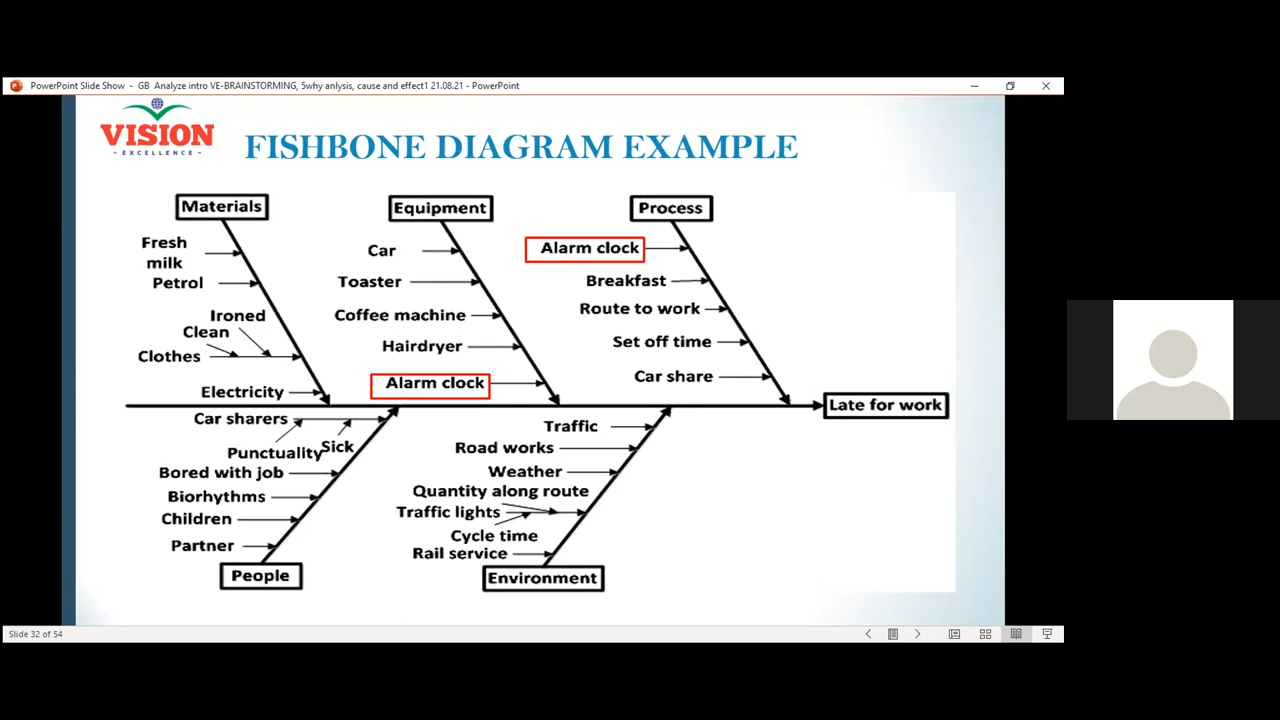 PowerPoint Slide Show - GB Analyze intro VE-BRAINSTORMING, 5why anlysis, cause and effect1 21.08.21 - PowerPoint
VISION
- EXCELLENCE -
FISHBONE DIAGRAM EXAMPLE
Materials
Equipment
Process
Fresh
milk
Petrol
Ironed
Clean
Clothes
Electricity
Car
Toaster
Coffee machine
Hairdryer
Alarm clock
Alarm clock
Breakfast
Route to work
Set off time
Car share
Late for work
Car sharers
Punctuality
Sick
Bored with job
Biorhythms
Children
Partner
People
Traffic
Road works
Weather
Quantity along route
Traffic lights
Cycle time
Rail service
Environment
Slide 32 of 54